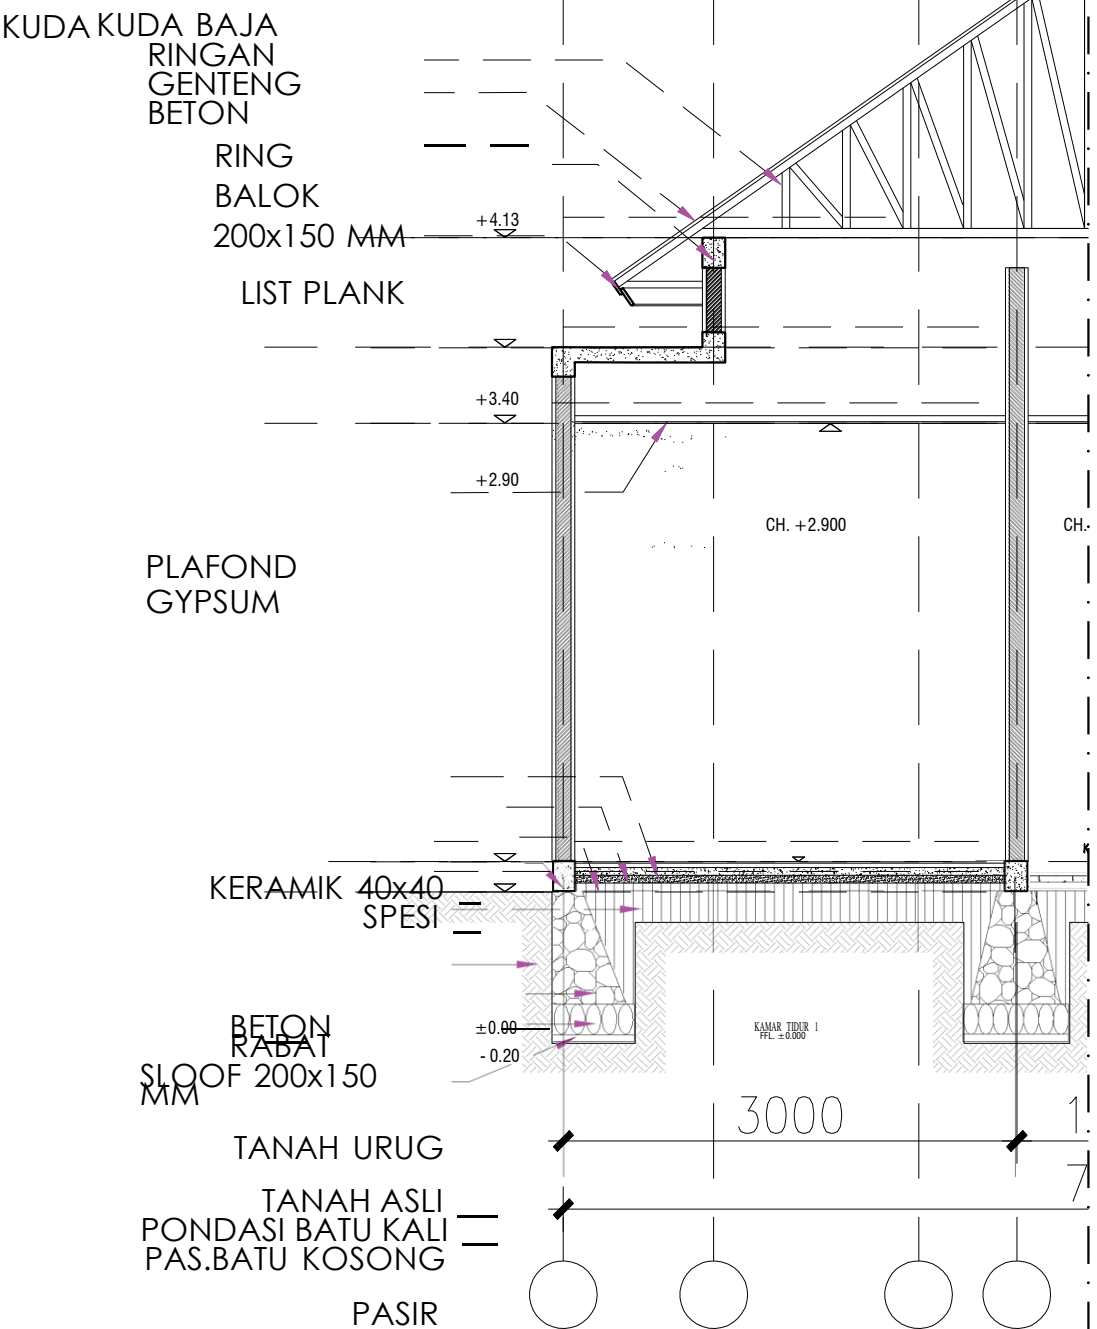 KUDA KUDA BAJA
RINGAN
GENTENG
BETON
RING
BALOK
+4.13
200x150 MM
LIST PLANK
+3.40
+2.90
CH. +2.900
CH.
PLAFOND
GYPSUM
KERAMIK 40x40
SPESI
BETON
RABAT
±0.00
KAMAR TIDUR 1
FFL. ±0.000
- 0.20
SLOOF 200x150
MM
3000
1
TANAH URUG
7
TANAH ASLI
PONDASI BATU KALI
PAS.BATU KOSONG
PASIR